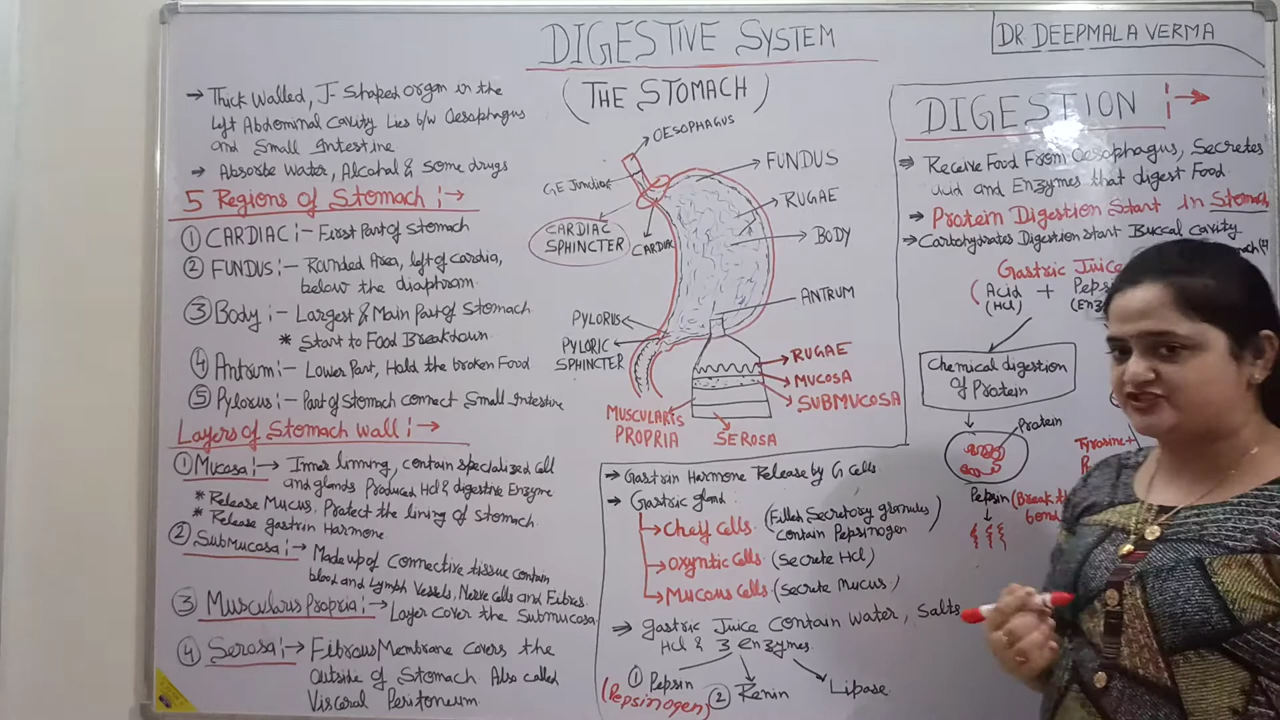 DIGESTIVE SYSTEM
(THE STOMACH)
DR DEEPMALA VERMA
→ Thick Walled, J- Shaped organ in the
left Abdominal Cavity Lies b/w Oesophagus
and Small Intestine
→ Absorbe Water, Alcohal & Some drugs
5 Regions of Stomach :→
① CARDIAC :- First Part of Stomach
② FUNDUS :- Rounded Area, left of cardia,
below the diaphram.
③ Body :- Largest & Main Part of Stomach
* Start to Food Breakdown.
④ Antrum :- Lower Part, Hold the broken Food
⑤ Pylorus :- Part of Stomach connect Small Intestine
Layers of Stomach Wall :→
① Mucosa :→ Inner linning, contain specialized cell
and glands Produced Hcl & digestive Enzyme
* Release Mucus, Protect the lining of Stomach.
* Release gastrin Harmone
② Submucosa :→ Made up of Connective tissue contain
blood and Lymph Vessels, Nerve cells and Fibres.
③ Muscularis Propria :→ Layer cover the Submucosa
④ Serosa :→ Fibrous Membrane covers the
Outside of Stomach Also called
Visceral Peritoneum.
OESOPHAGUS
G.E Junction
CARDIAC
SPHINCTER
CARDIA
FUNDUS
RUGAE
BODY
ANTRUM
PYLORUS
PYLORIC
SPHINCTER
RUGAE
MUCOSA
SUBMUCOSA
MUSCULARIS
PROPRIA
SEROSA
→ Gastrin Harmone Release by G cells
→ Gastric gland :
→ Cheif Cells (Filled Secretory granules
contain Pepsinogen)
→ Oxyntic Cells (Secrete Hcl)
→ Mucous Cells (Secrete Mucus)
⇒ Gastric Juice Contain Water, Salts
Hcl & 3 enzymes.
① Pepsin
(Pepsinogen)
② Renin
Lipase
DIGESTION :→
⇒ Receive Food From Oesophagus, Secretes
acid and Enzymes that digest Food.
→ Protein Digestion Start in Stomach
→ Carbohydrates Digestion start Buccal cavity
Gastric Juice
(Acid + Peps
(Hcl) (Enz
Chemical digestion
Of Protein
Protein
Tyrosine+
Pepsin (Break th
bond